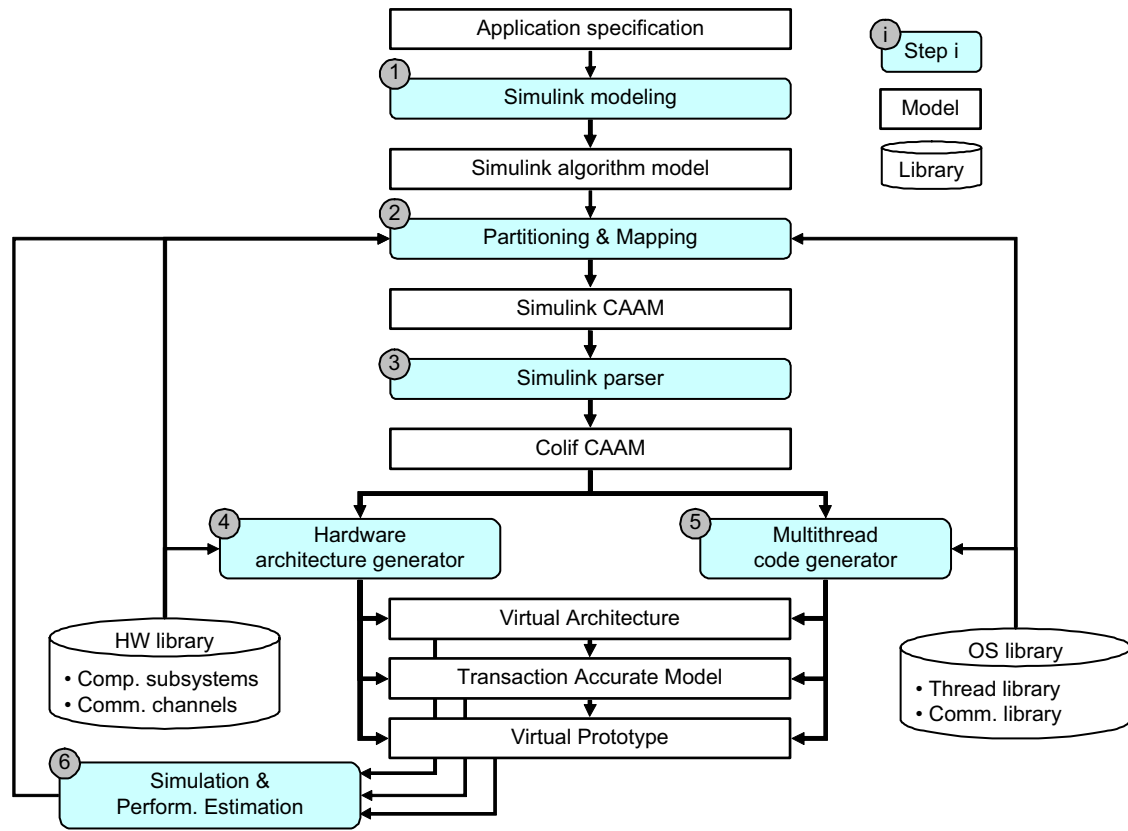 Application specification
i
Step i
1
Simulink modeling
Model
Simulink algorithm model
Library
2
Partitioning & Mapping
Simulink CAAM
3
Simulink parser
Colif CAAM
4
Hardware
architecture generator
5
Multithread
code generator
Virtual Architecture
HW library
• Comp. subsystems
• Comm. channels
Transaction Accurate Model
OS library
• Thread library
• Comm. library
Virtual Prototype
6
Simulation &
Perform. Estimation